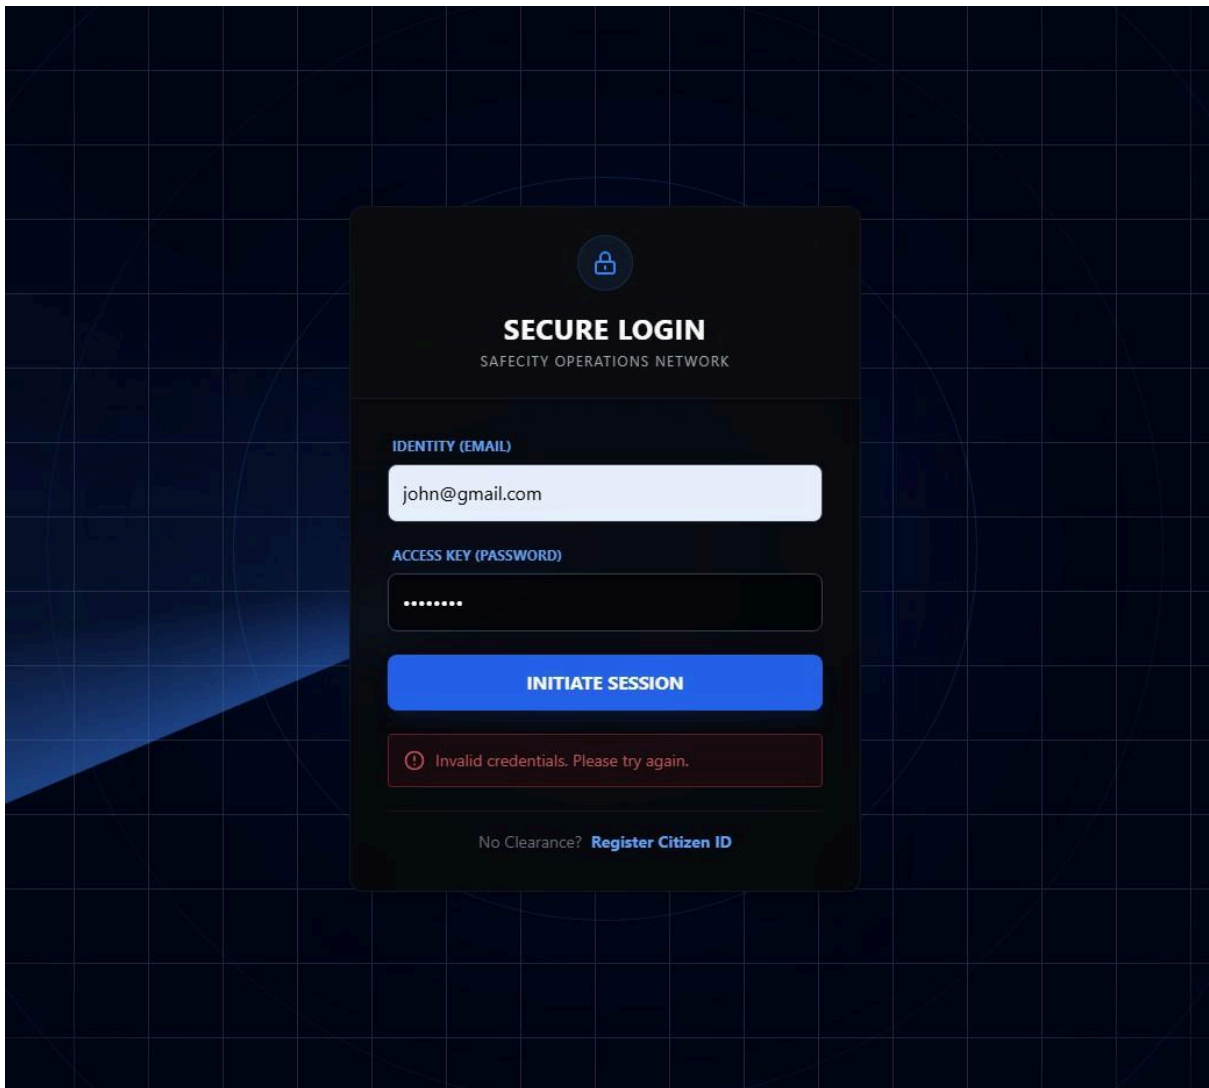 SECURE LOGIN
SAFECITY OPERATIONS NETWORK
IDENTITY (EMAIL)
john@gmail.com
ACCESS KEY (PASSWORD)
••••••••
INITIATE SESSION
Invalid credentials. Please try again.
No Clearance? Register Citizen ID